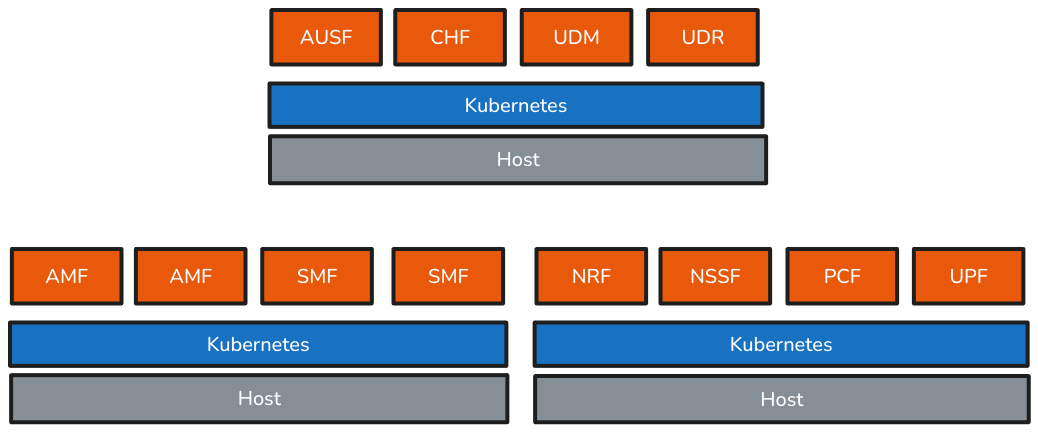 AUSF CHF UDM UDR
Kubernetes
Host
AMF AMF SMF SMF
Kubernetes
Host
NRF NSSF PCF UPF
Kubernetes
Host